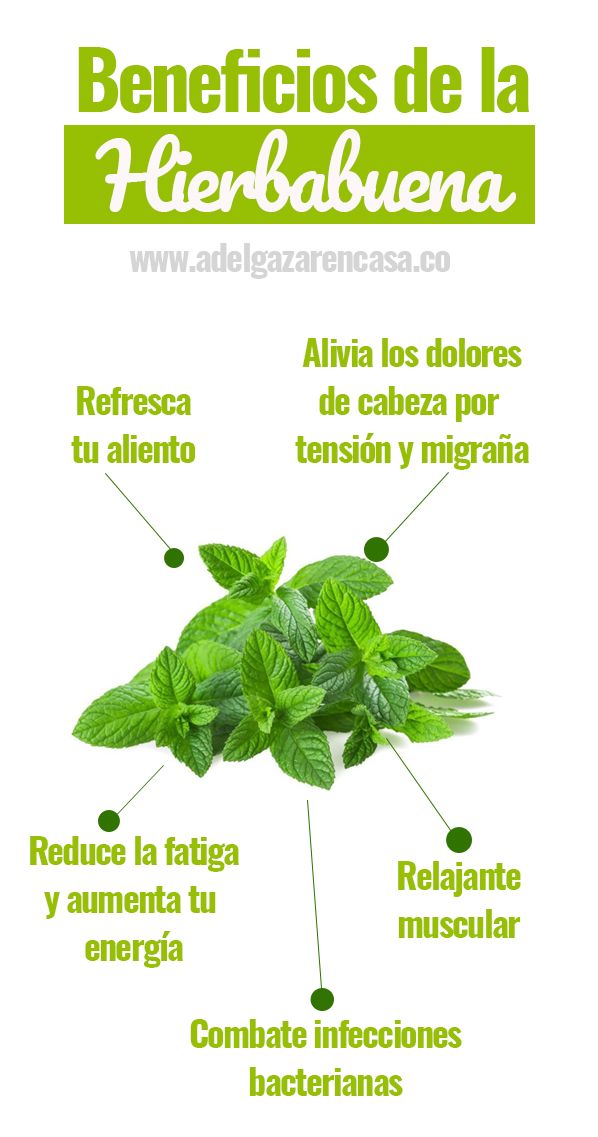 Beneficios de la
Hierbabuena
www.adelgazarencasa.co
Refresca
tu aliento
Alivia los dolores
de cabeza por
tensión y migraña
Reduce la fatiga
y aumenta tu
energía
Relajante
muscular
Combate infecciones
bacterianas